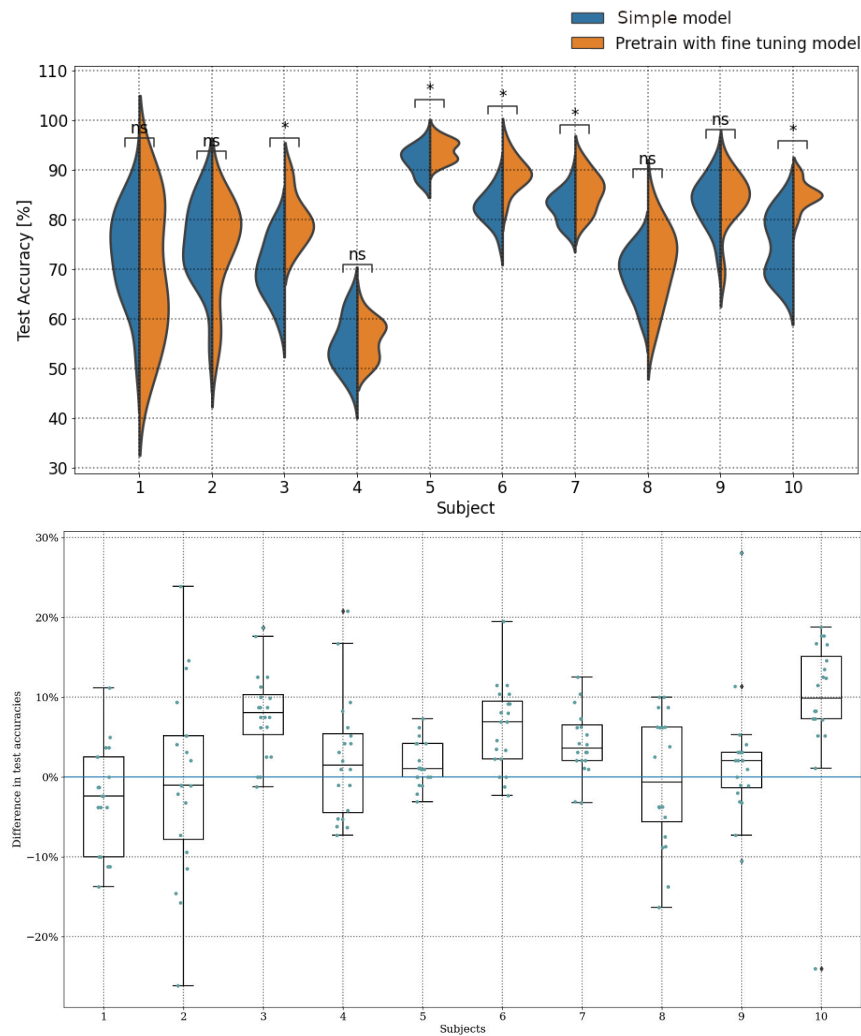 Simple model
Pretrain with fine tuning model
110
100
90
80
70
60
50
40
30
Test Accuracy [%]
ns
ns
*
ns
*
*
*
ns
ns
*
1 2 3 4 5 6 7 8 9 10
Subject
30%
20%
10%
0%
−10%
−20%
Difference in test accuracies
1 2 3 4 5 6 7 8 9 10
Subjects